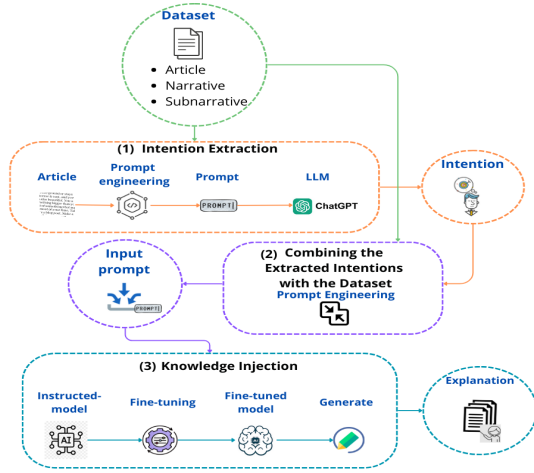 Dataset
• Article
• Narrative
• Subnarrative
(1) Intention Extraction
Article
Prompt
engineering
Prompt
LLM
PROMPT
ChatGPT
Intention
(2) Combining the
Extracted Intentions
with the Dataset
Prompt Engineering
Input
prompt
PROMPT
(3) Knowledge Injection
Instructed-
model
Fine-tuning
Fine-tuned
model
Generate
AI
Explanation